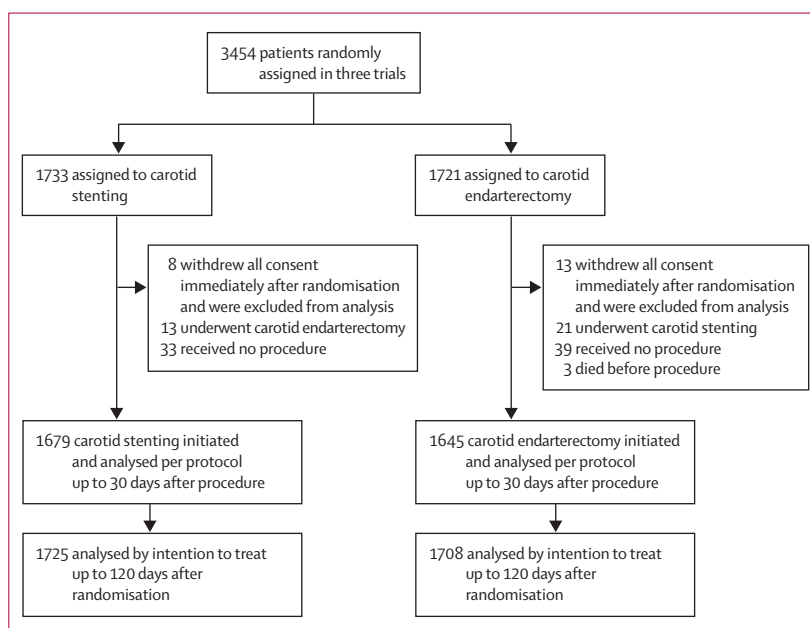 3454 patients randomly
assigned in three trials
1733 assigned to carotid
stenting
1721 assigned to carotid
endarterectomy
8 withdrew all consent
immediately after randomisation
and were excluded from analysis
13 underwent carotid endarterectomy
33 received no procedure
13 withdrew all consent
immediately after randomisation
and were excluded from analysis
21 underwent carotid stenting
39 received no procedure
3 died before procedure
1679 carotid stenting initiated
and analysed per protocol
up to 30 days after procedure
1645 carotid endarterectomy initiated
and analysed per protocol
up to 30 days after procedure
1725 analysed by intention to treat
up to 120 days after
randomisation
1708 analysed by intention to treat
up to 120 days after
randomisation